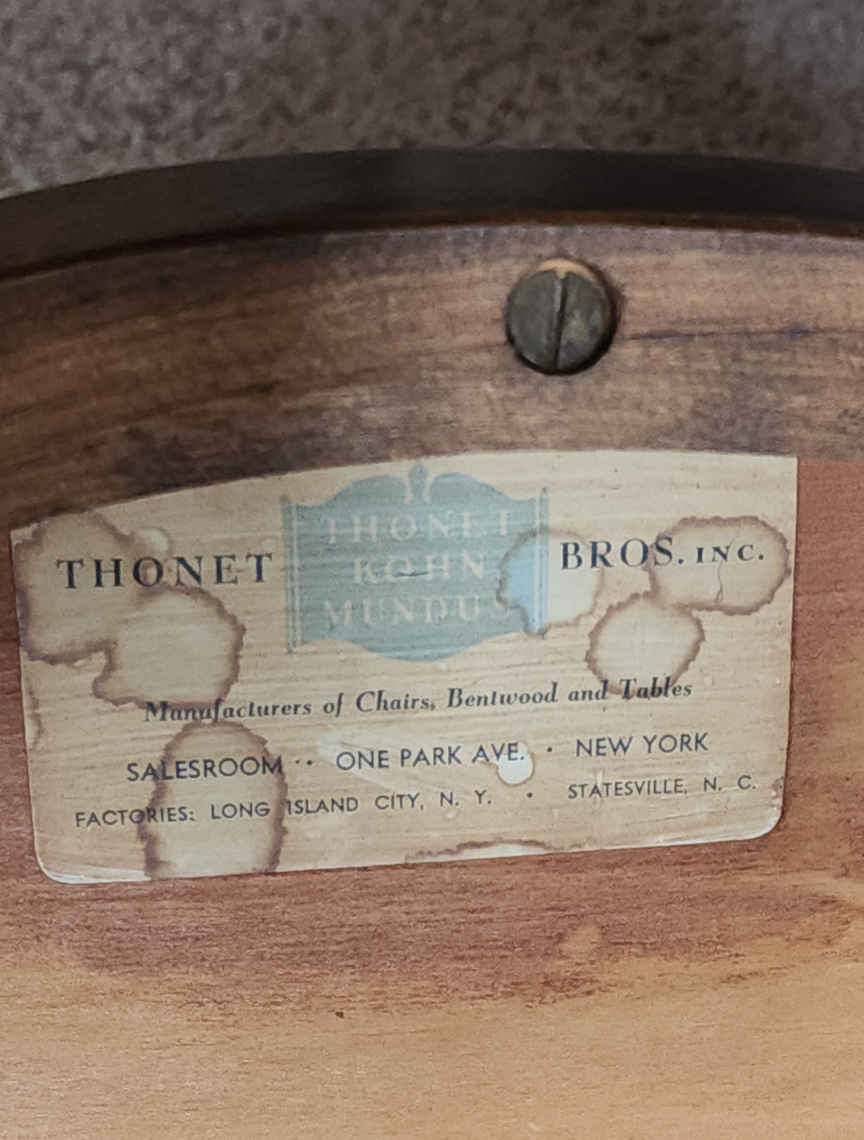 THONET BROS. INC.
THONET
KOHN
MUNDUS
Manufacturers of Chairs, Bentwood and Tables
SALESROOM ·· ONE PARK AVE. · NEW YORK
FACTORIES: LONG ISLAND CITY, N. Y. · STATESVILLE, N. C.